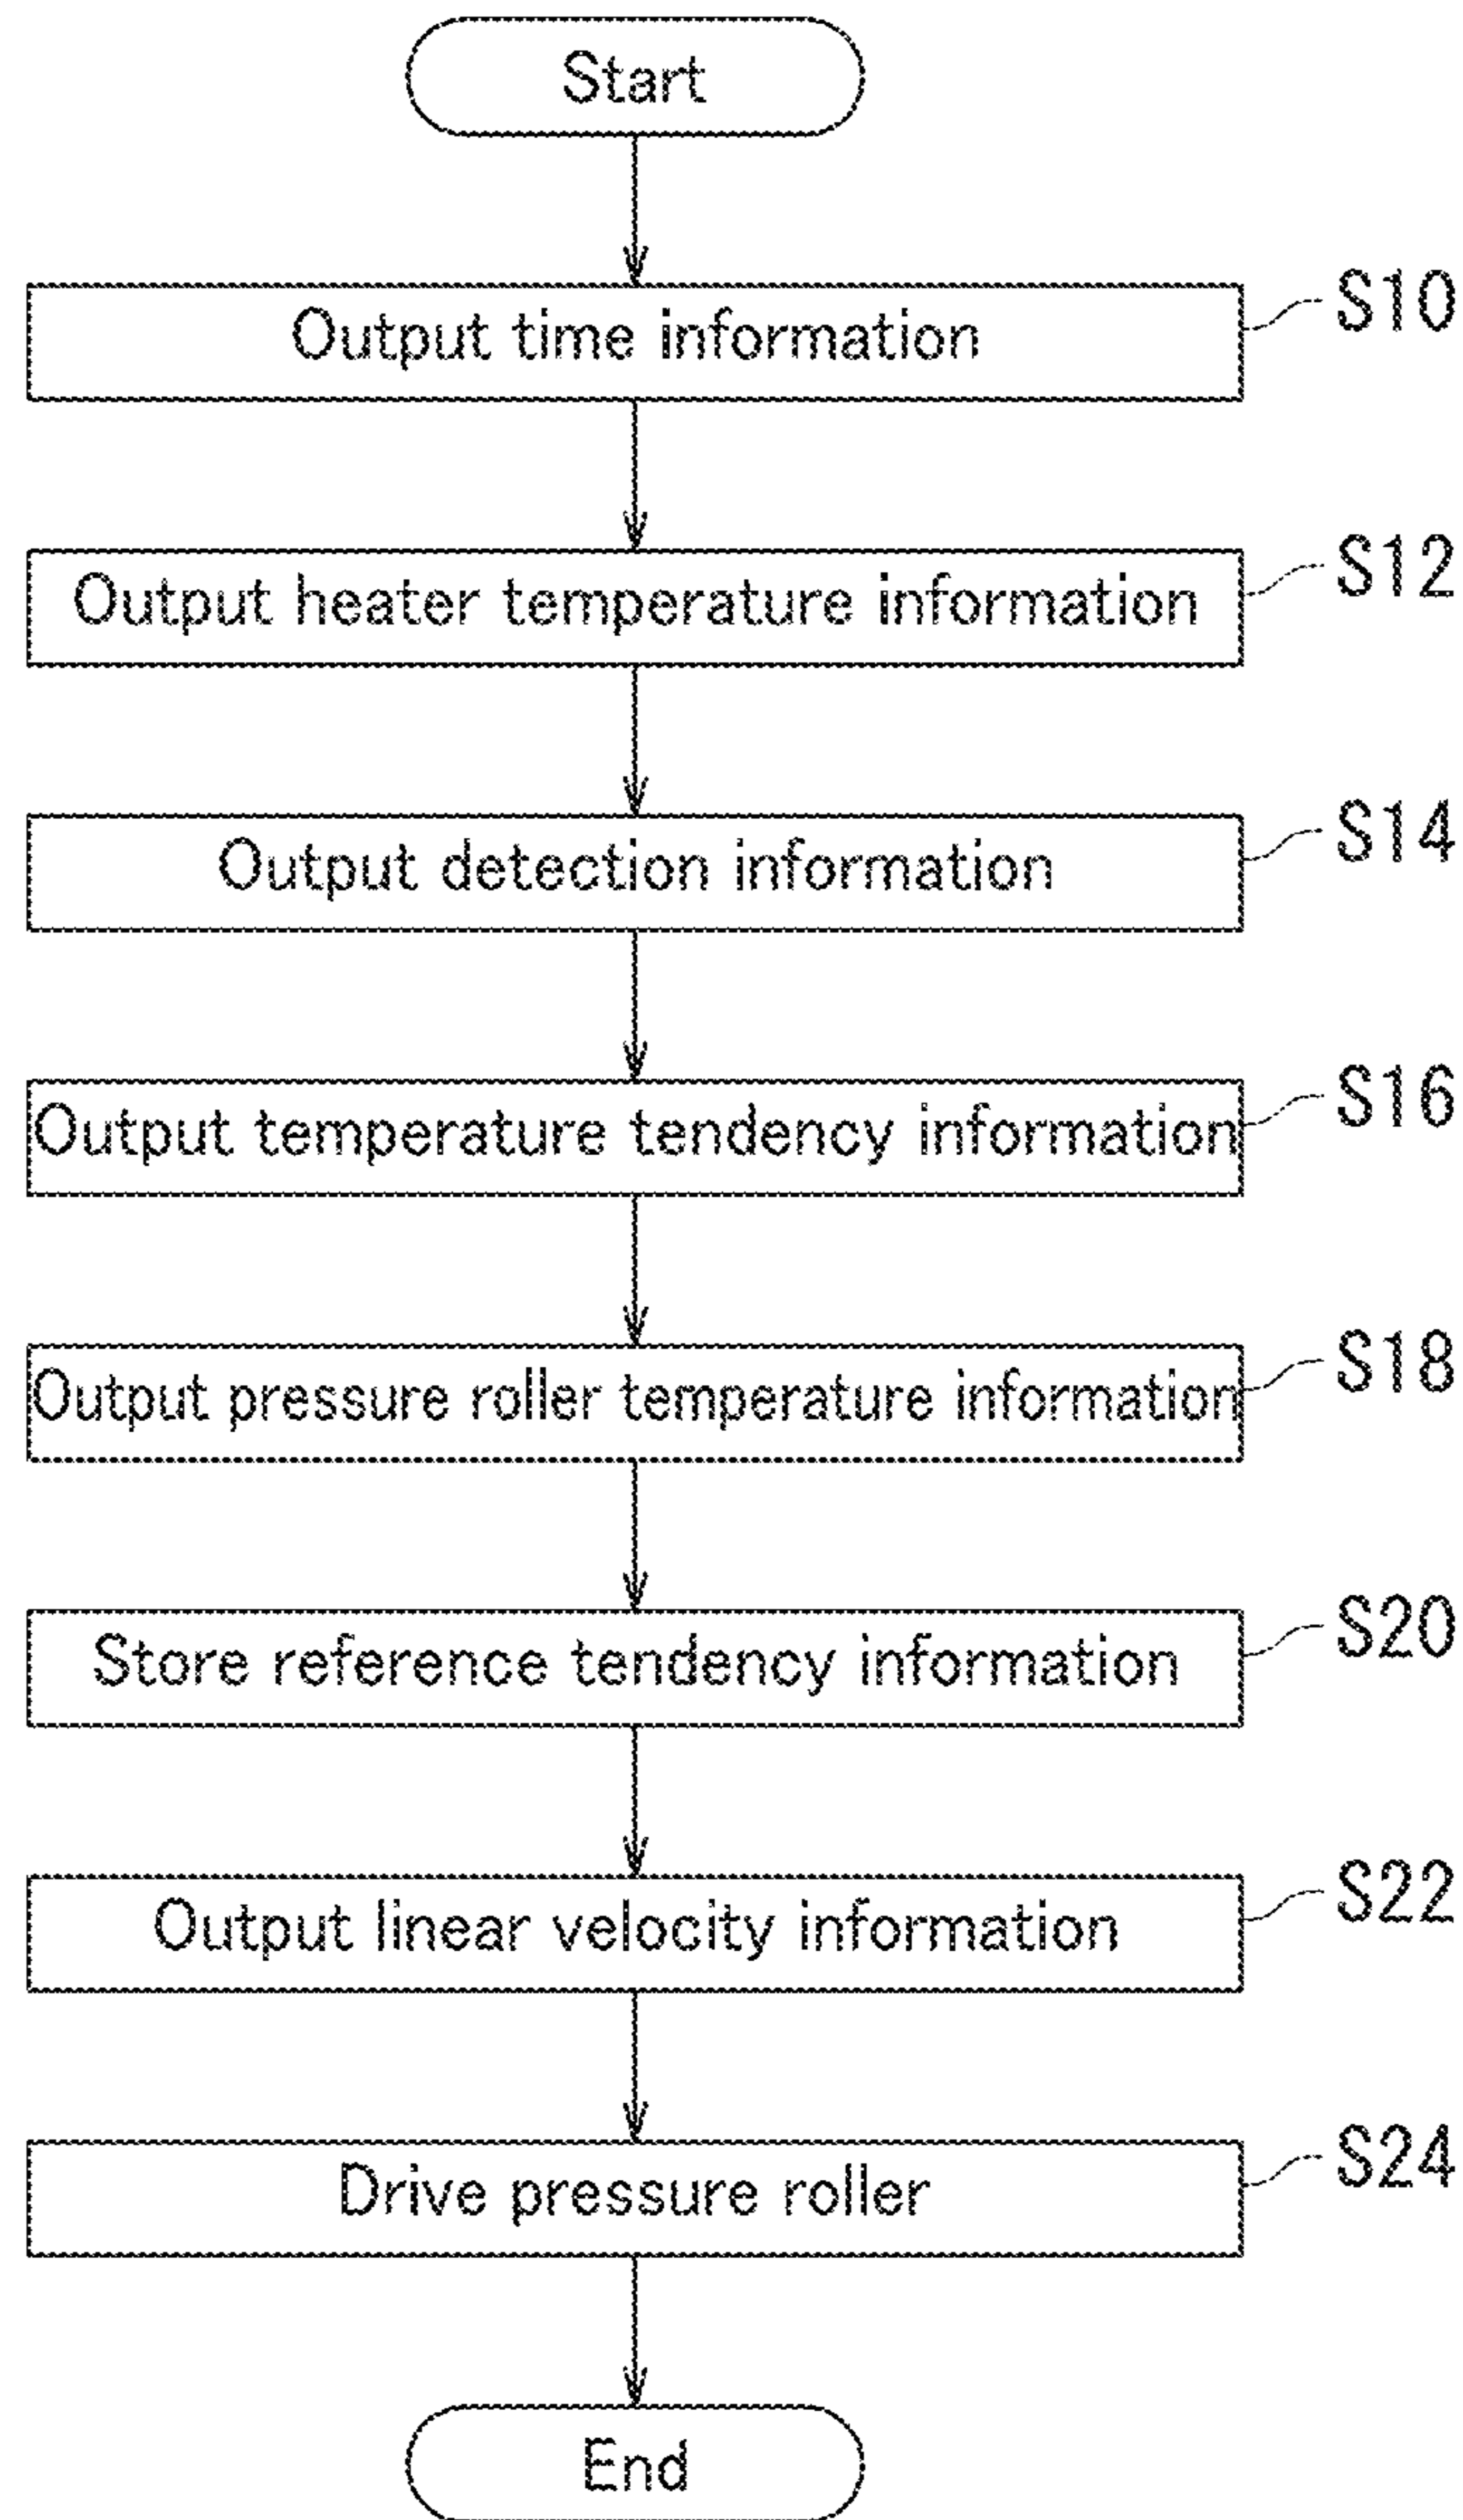 Start
Output time information S10
Output heater temperature information S12
Output detection information S14
Output temperature tendency information S16
Output pressure roller temperature information S18
Store reference tendency information S20
Output linear velocity information S22
Drive pressure roller S24
End